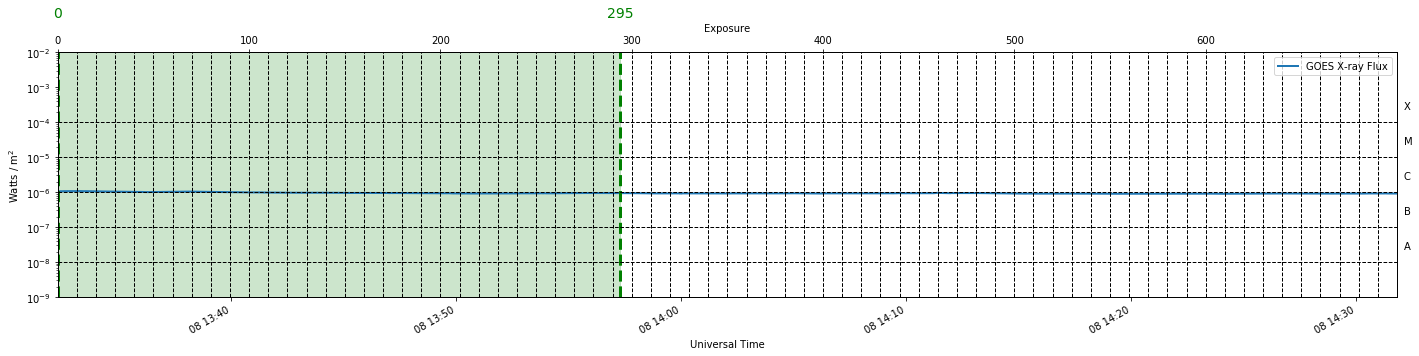 0 295
Exposure
0 100 200 300 400 500 600
GOES X-ray Flux
10^-2
10^-3
10^-4
10^-5
10^-6
10^-7
10^-8
10^-9
Watts / m^2
X
M
C
B
A
08 13:40 08 13:50 08 14:00 08 14:10 08 14:20 08 14:30
Universal Time